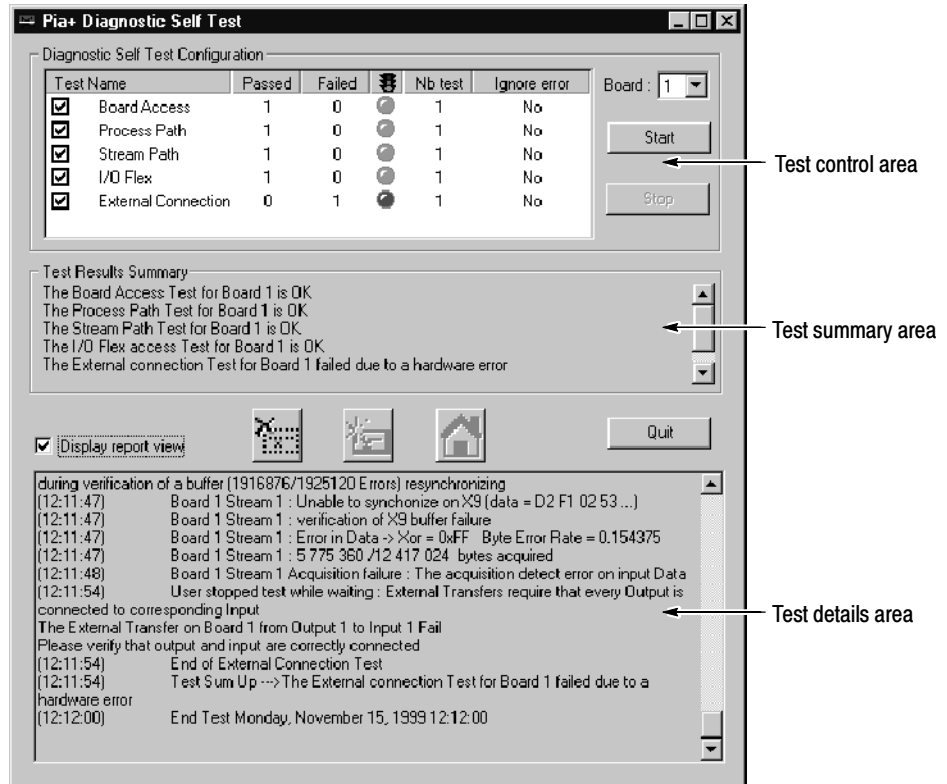 Pia+ Diagnostic Self Test
Diagnostic Self Test Configuration
Test Name Passed Failed Nb test Ignore error
Board Access 1 0 1 No
Process Path 1 0 1 No
Stream Path 1 0 1 No
I/O Flex 1 0 1 No
External Connection 0 1 1 No
Board : 1
Start
Stop
Test control area
Test Results Summary
The Board Access Test for Board 1 is OK
The Process Path Test for Board 1 is OK
The Stream Path Test for Board 1 is OK
The I/O Flex access Test for Board 1 is OK
The External connection Test for Board 1 failed due to a hardware error
Test summary area
Display report view
Quit
during verification of a buffer (1916876/1925120 Errors) resynchronizing
(12:11:47) Board 1 Stream 1 : Unable to synchonize on X9 (data = D2 F1 02 53 ...)
(12:11:47) Board 1 Stream 1 : verification of X9 buffer failure
(12:11:47) Board 1 Stream 1 : Error in Data -> Xor = 0xFF Byte Error Rate = 0.154375
(12:11:47) Board 1 Stream 1 : 5 775 360 /12 417 024 bytes acquired
(12:11:48) Board 1 Stream 1 Acquisition failure : The acquisition detect error on input Data
(12:11:54) User stopped test while waiting : External Transfers require that every Output is
connected to corresponding Input
The External Transfer on Board 1 from Output 1 to Input 1 Fail
Please verify that output and input are correctly connected
(12:11:54) End of External Connection Test
(12:11:54) Test Sum Up --->The External connection Test for Board 1 failed due to a
hardware error
(12:12:00) End Test Monday, November 15, 1999 12:12:00
Test details area